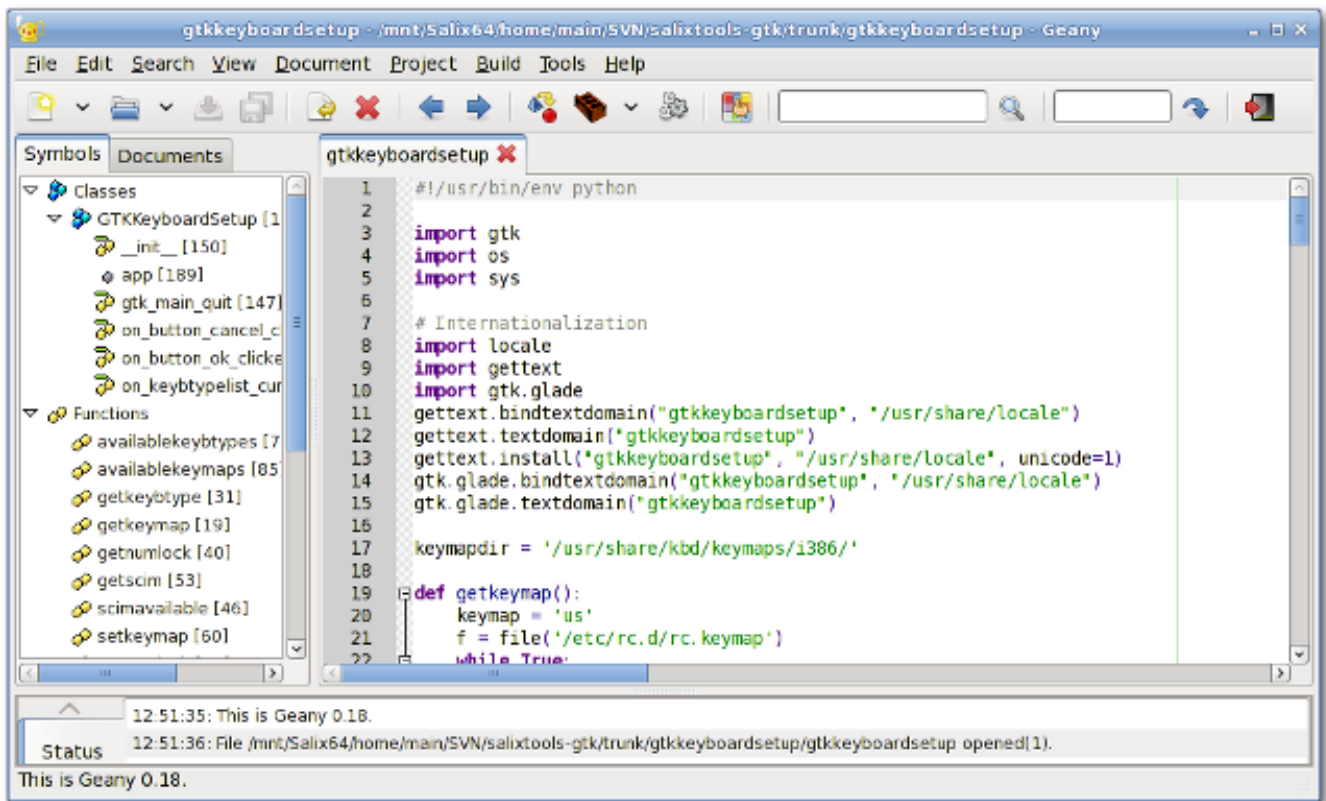 gtkkeyboardsetup - /mnt/Salix64/home/main/SVN/salixtools-gtk/trunk/gtkkeyboardsetup - Geany
File Edit Search View Document Project Build Tools Help
Symbols Documents
Classes
GTKKeyboardSetup [1
__init__ [150]
app [189]
gtk_main_quit [147]
on_button_cancel_c
on_button_ok_clicke
on_keybtypelist_cur
Functions
availablekeybtypes [7
availablekeymaps [85
getkeybtype [31]
getkeymap [19]
getnumlock [40]
getscim [53]
scimavailable [46]
setkeymap [60]
gtkkeyboardsetup
1 #!/usr/bin/env python
2
3 import gtk
4 import os
5 import sys
6
7 # Internationalization
8 import locale
9 import gettext
10 import gtk.glade
11 gettext.bindtextdomain("gtkkeyboardsetup", "/usr/share/locale")
12 gettext.textdomain("gtkkeyboardsetup")
13 gettext.install("gtkkeyboardsetup", "/usr/share/locale", unicode=1)
14 gtk.glade.bindtextdomain("gtkkeyboardsetup", "/usr/share/locale")
15 gtk.glade.textdomain("gtkkeyboardsetup")
16
17 keymapdir = '/usr/share/kbd/keymaps/i386/'
18
19 def getkeymap():
20 keymap = 'us'
21 f = file('/etc/rc.d/rc.keymap')
22 while True:
12:51:35: This is Geany 0.18.
Status
12:51:36: File /mnt/Salix64/home/main/SVN/salixtools-gtk/trunk/gtkkeyboardsetup/gtkkeyboardsetup opened(1).
This is Geany 0.18.